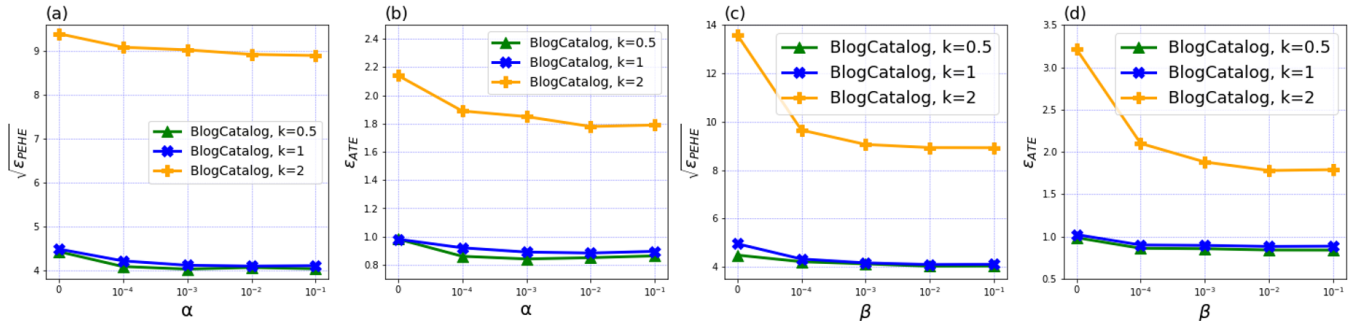 (a)
9
8
7
6
5
4
√εPEHE
BlogCatalog, k=0.5
BlogCatalog, k=1
BlogCatalog, k=2
0
10⁻⁴
10⁻³
10⁻²
10⁻¹
α
(b)
2.4
2.2
2.0
1.8
1.6
1.4
1.2
1.0
0.8
εATE
BlogCatalog, k=0.5
BlogCatalog, k=1
BlogCatalog, k=2
0
10⁻⁴
10⁻³
10⁻²
10⁻¹
α
(c)
14
12
10
8
6
4
√εPEHE
BlogCatalog, k=0.5
BlogCatalog, k=1
BlogCatalog, k=2
0
10⁻⁴
10⁻³
10⁻²
10⁻¹
β
(d)
3.5
3.0
2.5
2.0
1.5
1.0
0.5
εATE
BlogCatalog, k=0.5
BlogCatalog, k=1
BlogCatalog, k=2
0
10⁻⁴
10⁻³
10⁻²
10⁻¹
β